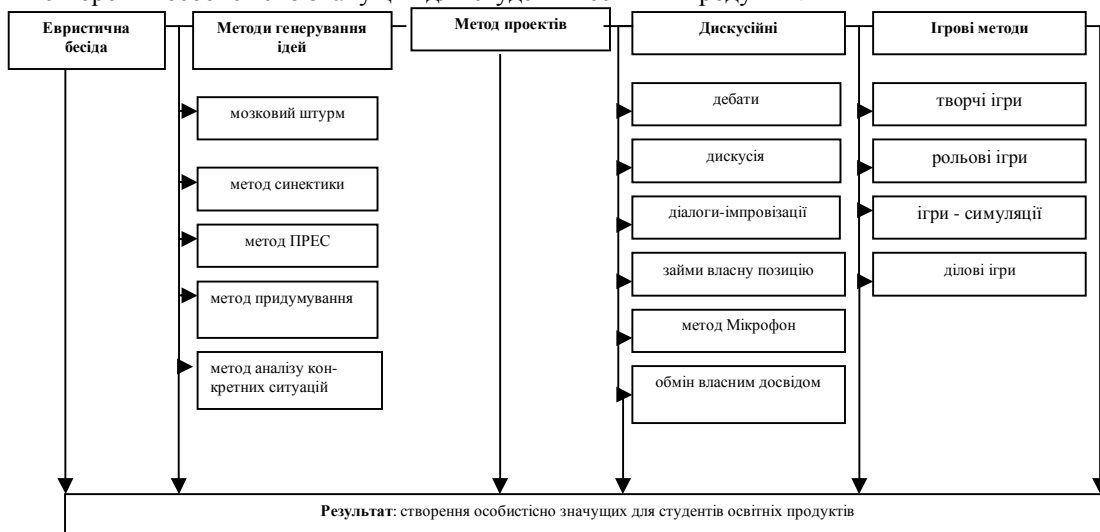 Евристична
бесіда
Методи генерування
ідей
Метод проектів
Дискусійні
Ігрові методи
мозковий штурм
метод синектики
метод ПРЕС
метод придумування
метод аналізу кон-
кретних ситуацій
дебати
дискусія
діалоги-імпровізації
займи власну позицію
метод Мікрофон
обмін власним досвідом
творчі ігри
рольові ігри
ігри - симуляції
ділові ігри
Результат: створення особистісно значущих для студентів освітніх продуктів